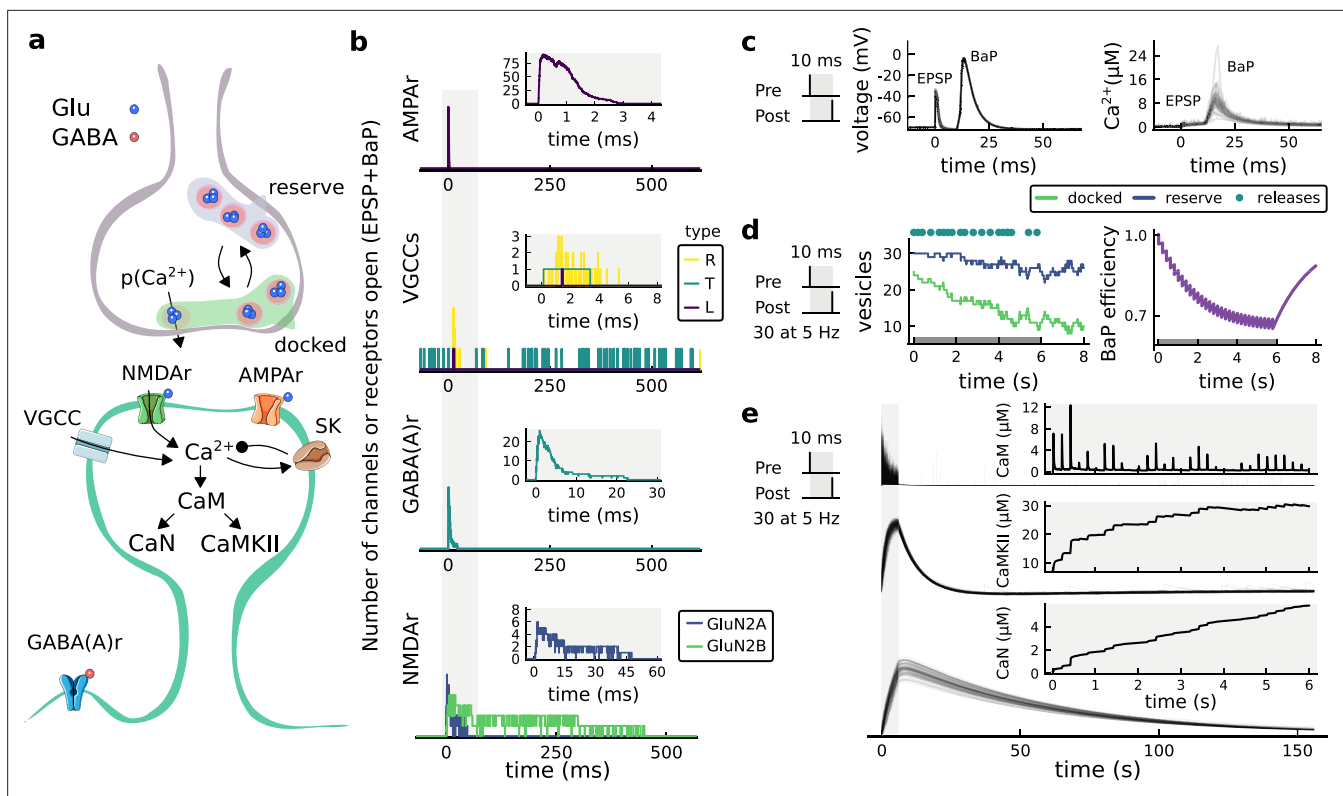 a
Glu
GABA
reserve
p(Ca²⁺)
docked
NMDAr
AMPAr
VGCC
SK
Ca²⁺
CaM
CaN
CaMKII
GABA(A)r
b
Number of channels or receptors open (EPSP+BaP)
AMPAr
75
50
25
0
0 1 2 3 4
time (ms)
0 250 500
VGCCs
3
2
1
0
0 2 4 6 8
time (ms)
type
R
T
L
0 250 500
GABA(A)r
20
10
0
0 10 20 30
time (ms)
0 250 500
NMDAr
8
6
4
2
0
0 15 30 45 60
time (ms)
GluN2A
GluN2B
0 250 500
time (ms)
c
10 ms
Pre
Post
voltage (mV)
0
-20
-40
-60
EPSP
BaP
0 25 50
time (ms)
Ca²⁺(μM)
24
16
8
0
EPSP
BaP
0 25 50
time (ms)
docked reserve releases
d
10 ms
Pre
Post
30 at 5 Hz
vesicles
30
20
10
0 2 4 6 8
time (s)
BaP efficiency
1.0
0.7
0 2 4 6 8
time (s)
e
10 ms
Pre
Post
30 at 5 Hz
CaM (μM)
12
8
4
0
CaMKII (μM)
30
20
10
CaN (μM)
4
2
0
0 1 2 3 4 5 6
time (s)
0 50 100 150
time (s)